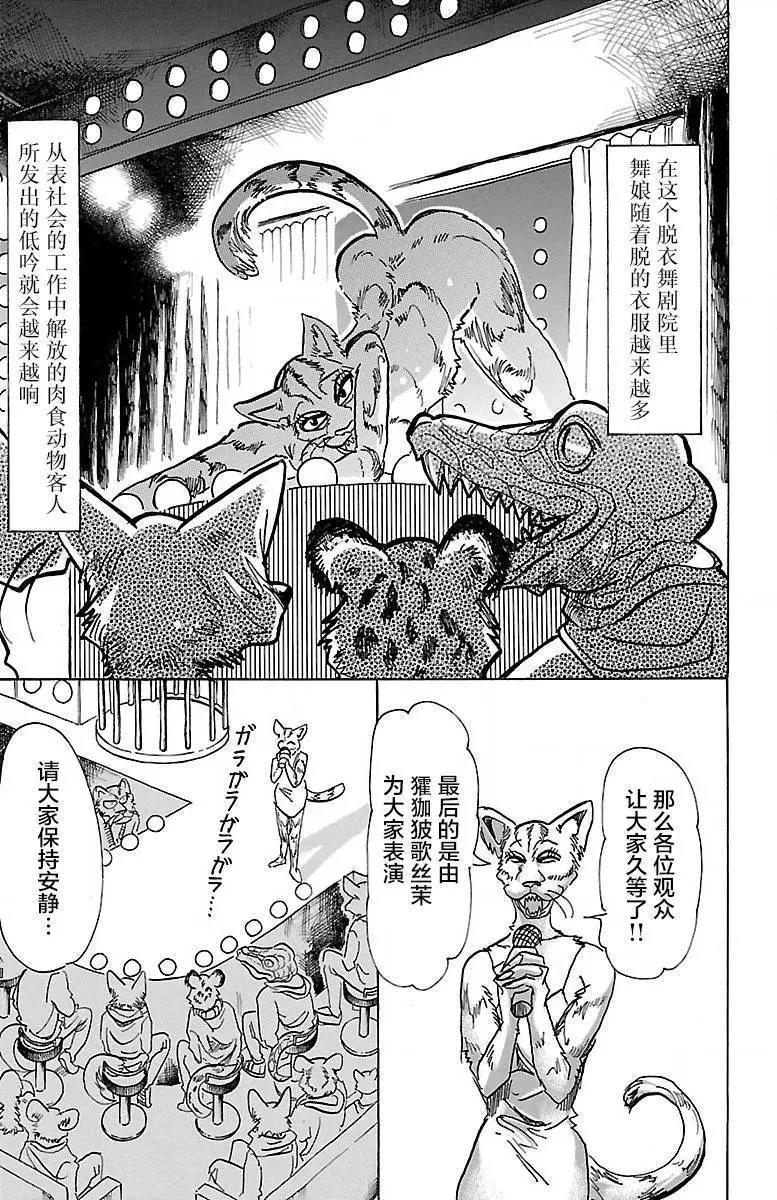 在这个脱衣舞剧院里
舞娘随着脱的衣服越来越多
从表社会的工作中解放的肉食动物客人
所发出的低吟就会越来越响
那么各位观众
让大家久等了!!
最后的是由
獾㹢狓歌丝茉
为大家表演
ガラガラガラガラ…
请大家保持安静…